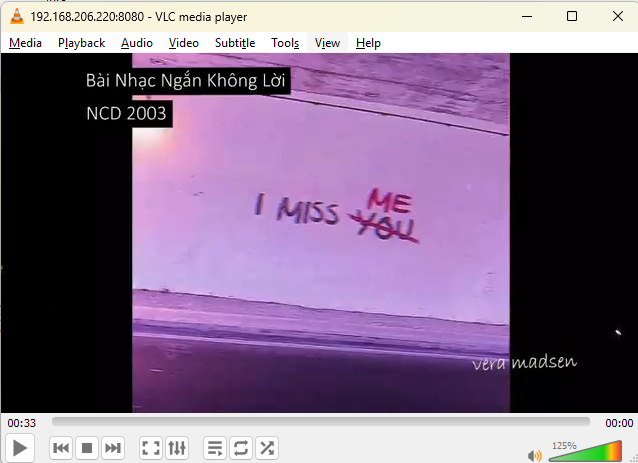 192.168.206.220:8080 - VLC media player
Media Playback Audio Video Subtitle Tools View Help
Bài Nhạc Ngắn Không Lời
NCD 2003
ME
I MISS YOU
vera madsen
00:33 00:00
125%